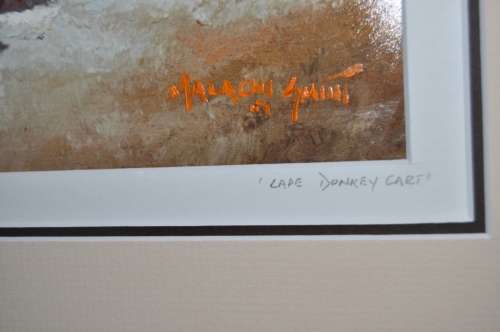 MALACHI SMITH
'CAPE DONKEY CART'